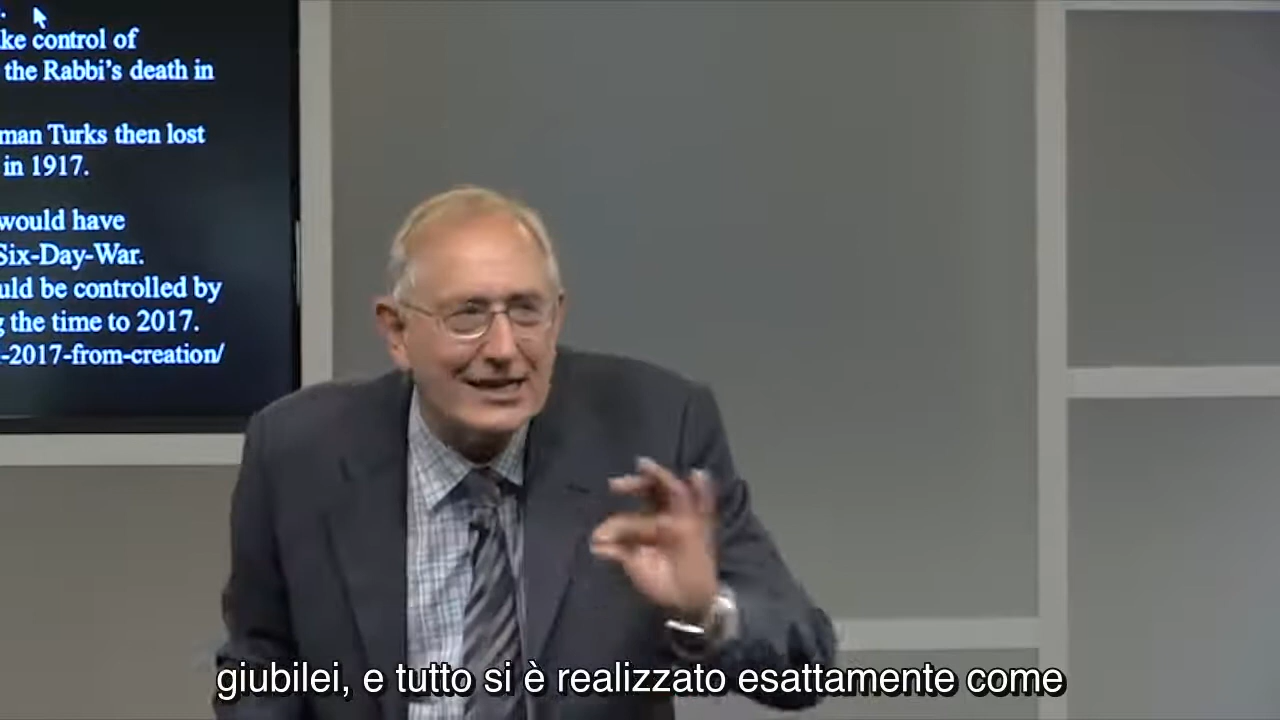 ke control of
the Rabbi's death in
man Turks then lost
in 1917.
would have
Six-Day-War.
uld be controlled by
the time to 2017.
-2017-from-creation/
giubilei, e tutto si è realizzato esattamente come